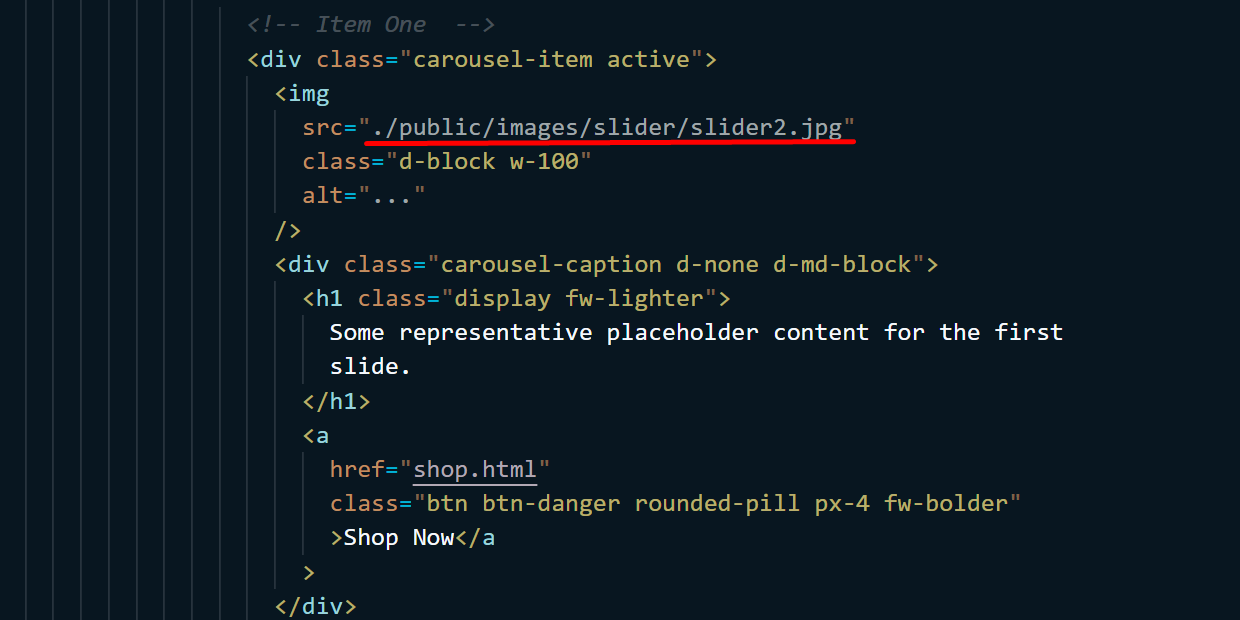 <!-- Item One  -->
<div class="carousel-item active">
<img
src="./public/images/slider/slider2.jpg"
class="d-block w-100"
alt="..."
/>
<div class="carousel-caption d-none d-md-block">
<h1 class="display fw-lighter">
Some representative placeholder content for the first
slide.
</h1>
<a
href="shop.html"
class="btn btn-danger rounded-pill px-4 fw-bolder"
>Shop Now</a
>
</div>